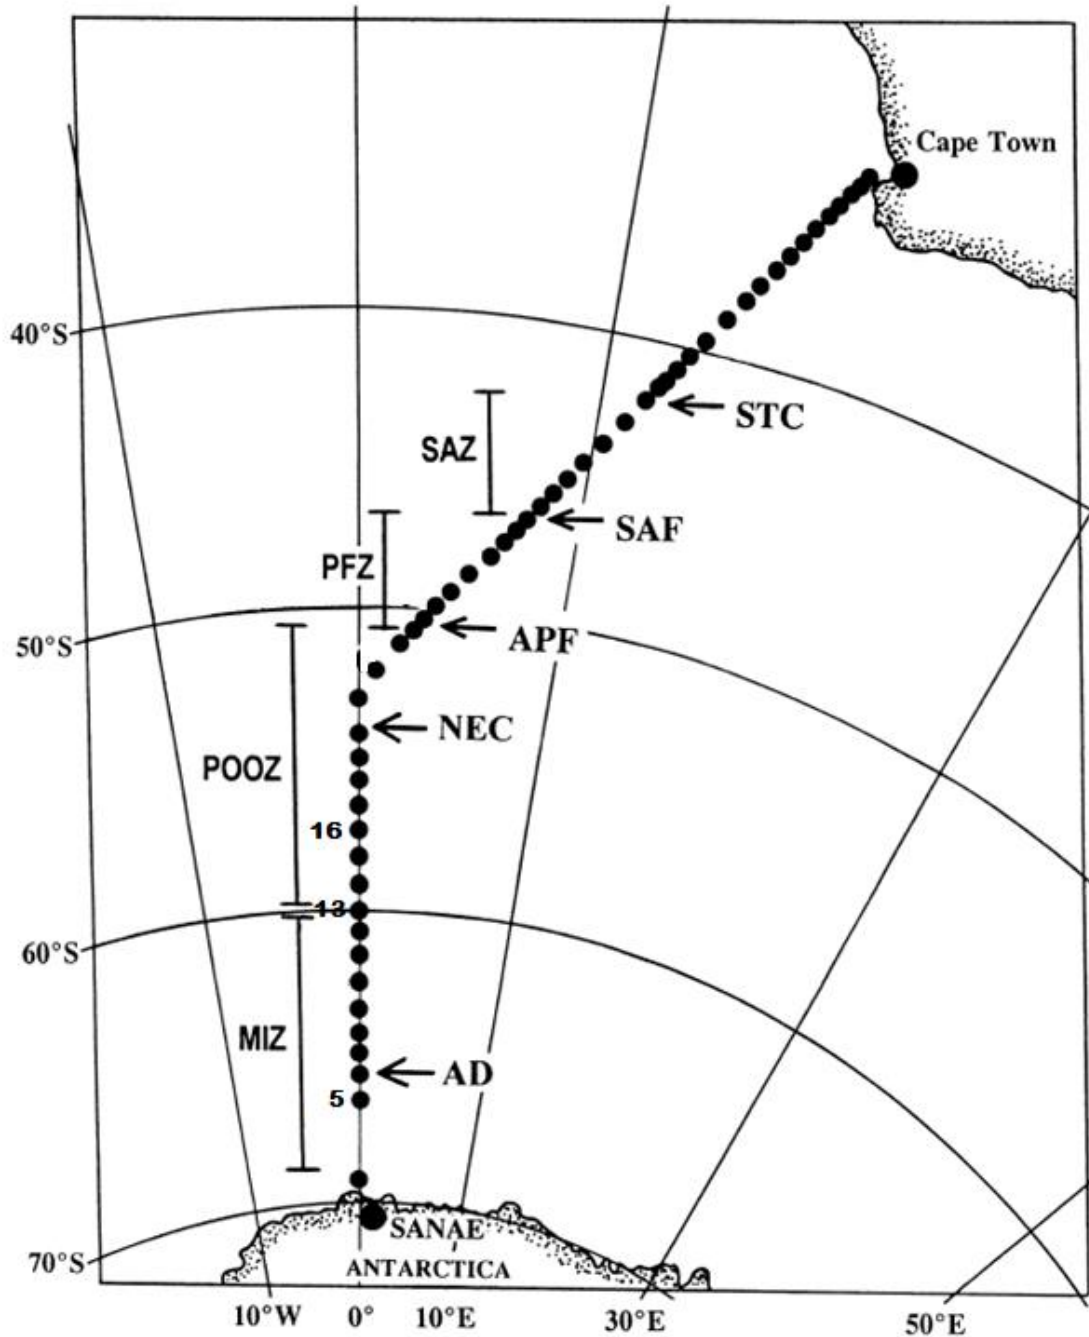 Cape Town
40°S
STC
SAZ
SAF
PFZ
APF
50°S
NEC
POOZ
16
13
60°S
MIZ
AD
5
SANAE
ANTARCTICA
70°S
10°W 0° 10°E 30°E 50°E